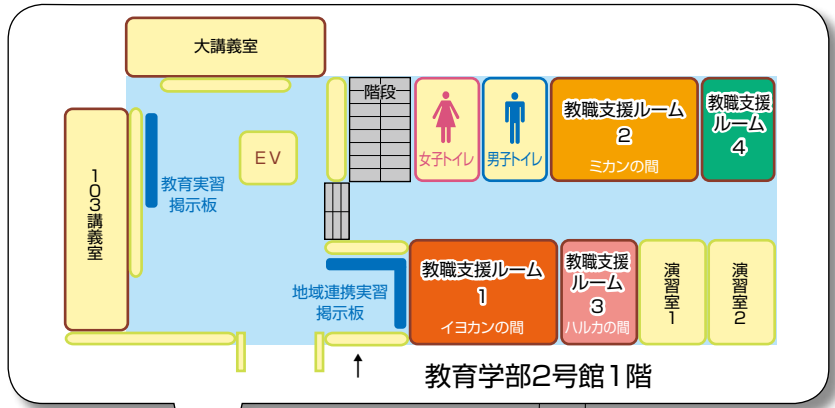 大講義室
階段
女子トイレ
男子トイレ
教職支援ルーム
2
ミカンの間
教職支援
ルーム
4
103講義室
教育実習
掲示板
EV
地域連携実習
掲示板
教職支援ルーム
1
イヨカンの間
教職支援
ルーム
3
ハルカの間
演習室1
演習室2
教育学部2号館1階